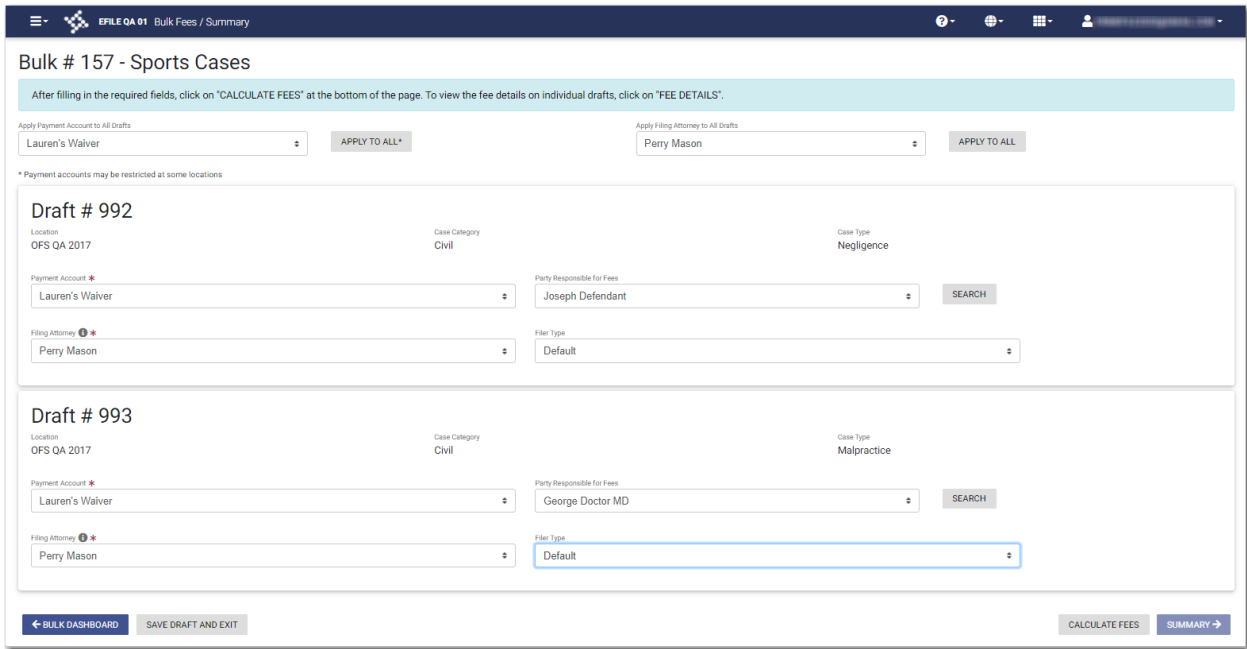 EFILE QA 01 Bulk Fees / Summary
Bulk # 157 - Sports Cases
After filling in the required fields, click on "CALCULATE FEES" at the bottom of the page. To view the fee details on individual drafts, click on "FEE DETAILS".
Apply Payment Account to All Drafts Apply Filing Attorney to All Drafts
Lauren's Waiver APPLY TO ALL* Perry Mason APPLY TO ALL
* Payment accounts may be restricted at some locations
Draft # 992
Location Case Category Case Type
OFS QA 2017 Civil Negligence
Payment Account * Party Responsible for Fees
Lauren's Waiver Joseph Defendant SEARCH
Filing Attorney * Filer Type
Perry Mason Default
Draft # 993
Location Case Category Case Type
OFS QA 2017 Civil Malpractice
Payment Account * Party Responsible for Fees
Lauren's Waiver George Doctor MD SEARCH
Filing Attorney * Filer Type
Perry Mason Default
BULK DASHBOARD SAVE DRAFT AND EXIT CALCULATE FEES SUMMARY